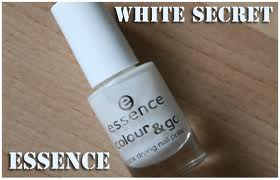 WHITE SECRET
e
essence
colour&go
quick drying nail polish
ESSENCE